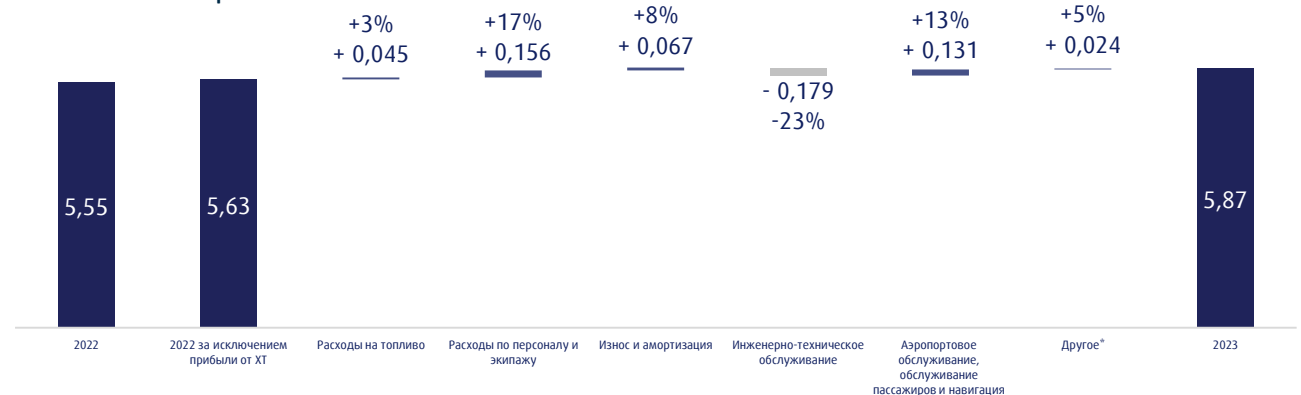 +3%
+ 0,045
+17%
+ 0,156
+8%
+ 0,067
- 0,179
-23%
+13%
+ 0,131
+5%
+ 0,024
5,55
5,63
5,87
2022
2022 за исключением
прибыли от ХТ
Расходы на топливо
Расходы по персоналу и
экипажу
Износ и амортизация
Инженерно-техническое
обслуживание
Аэропортовое
обслуживание,
обслуживание
пассажиров и навигация
Другое*
2023